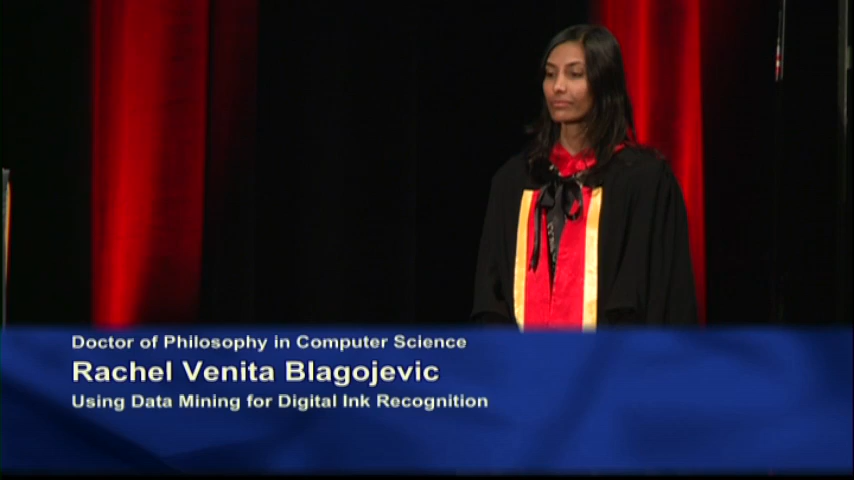 Doctor of Philosophy in Computer Science
Rachel Venita Blagojevic
Using Data Mining for Digital Ink Recognition